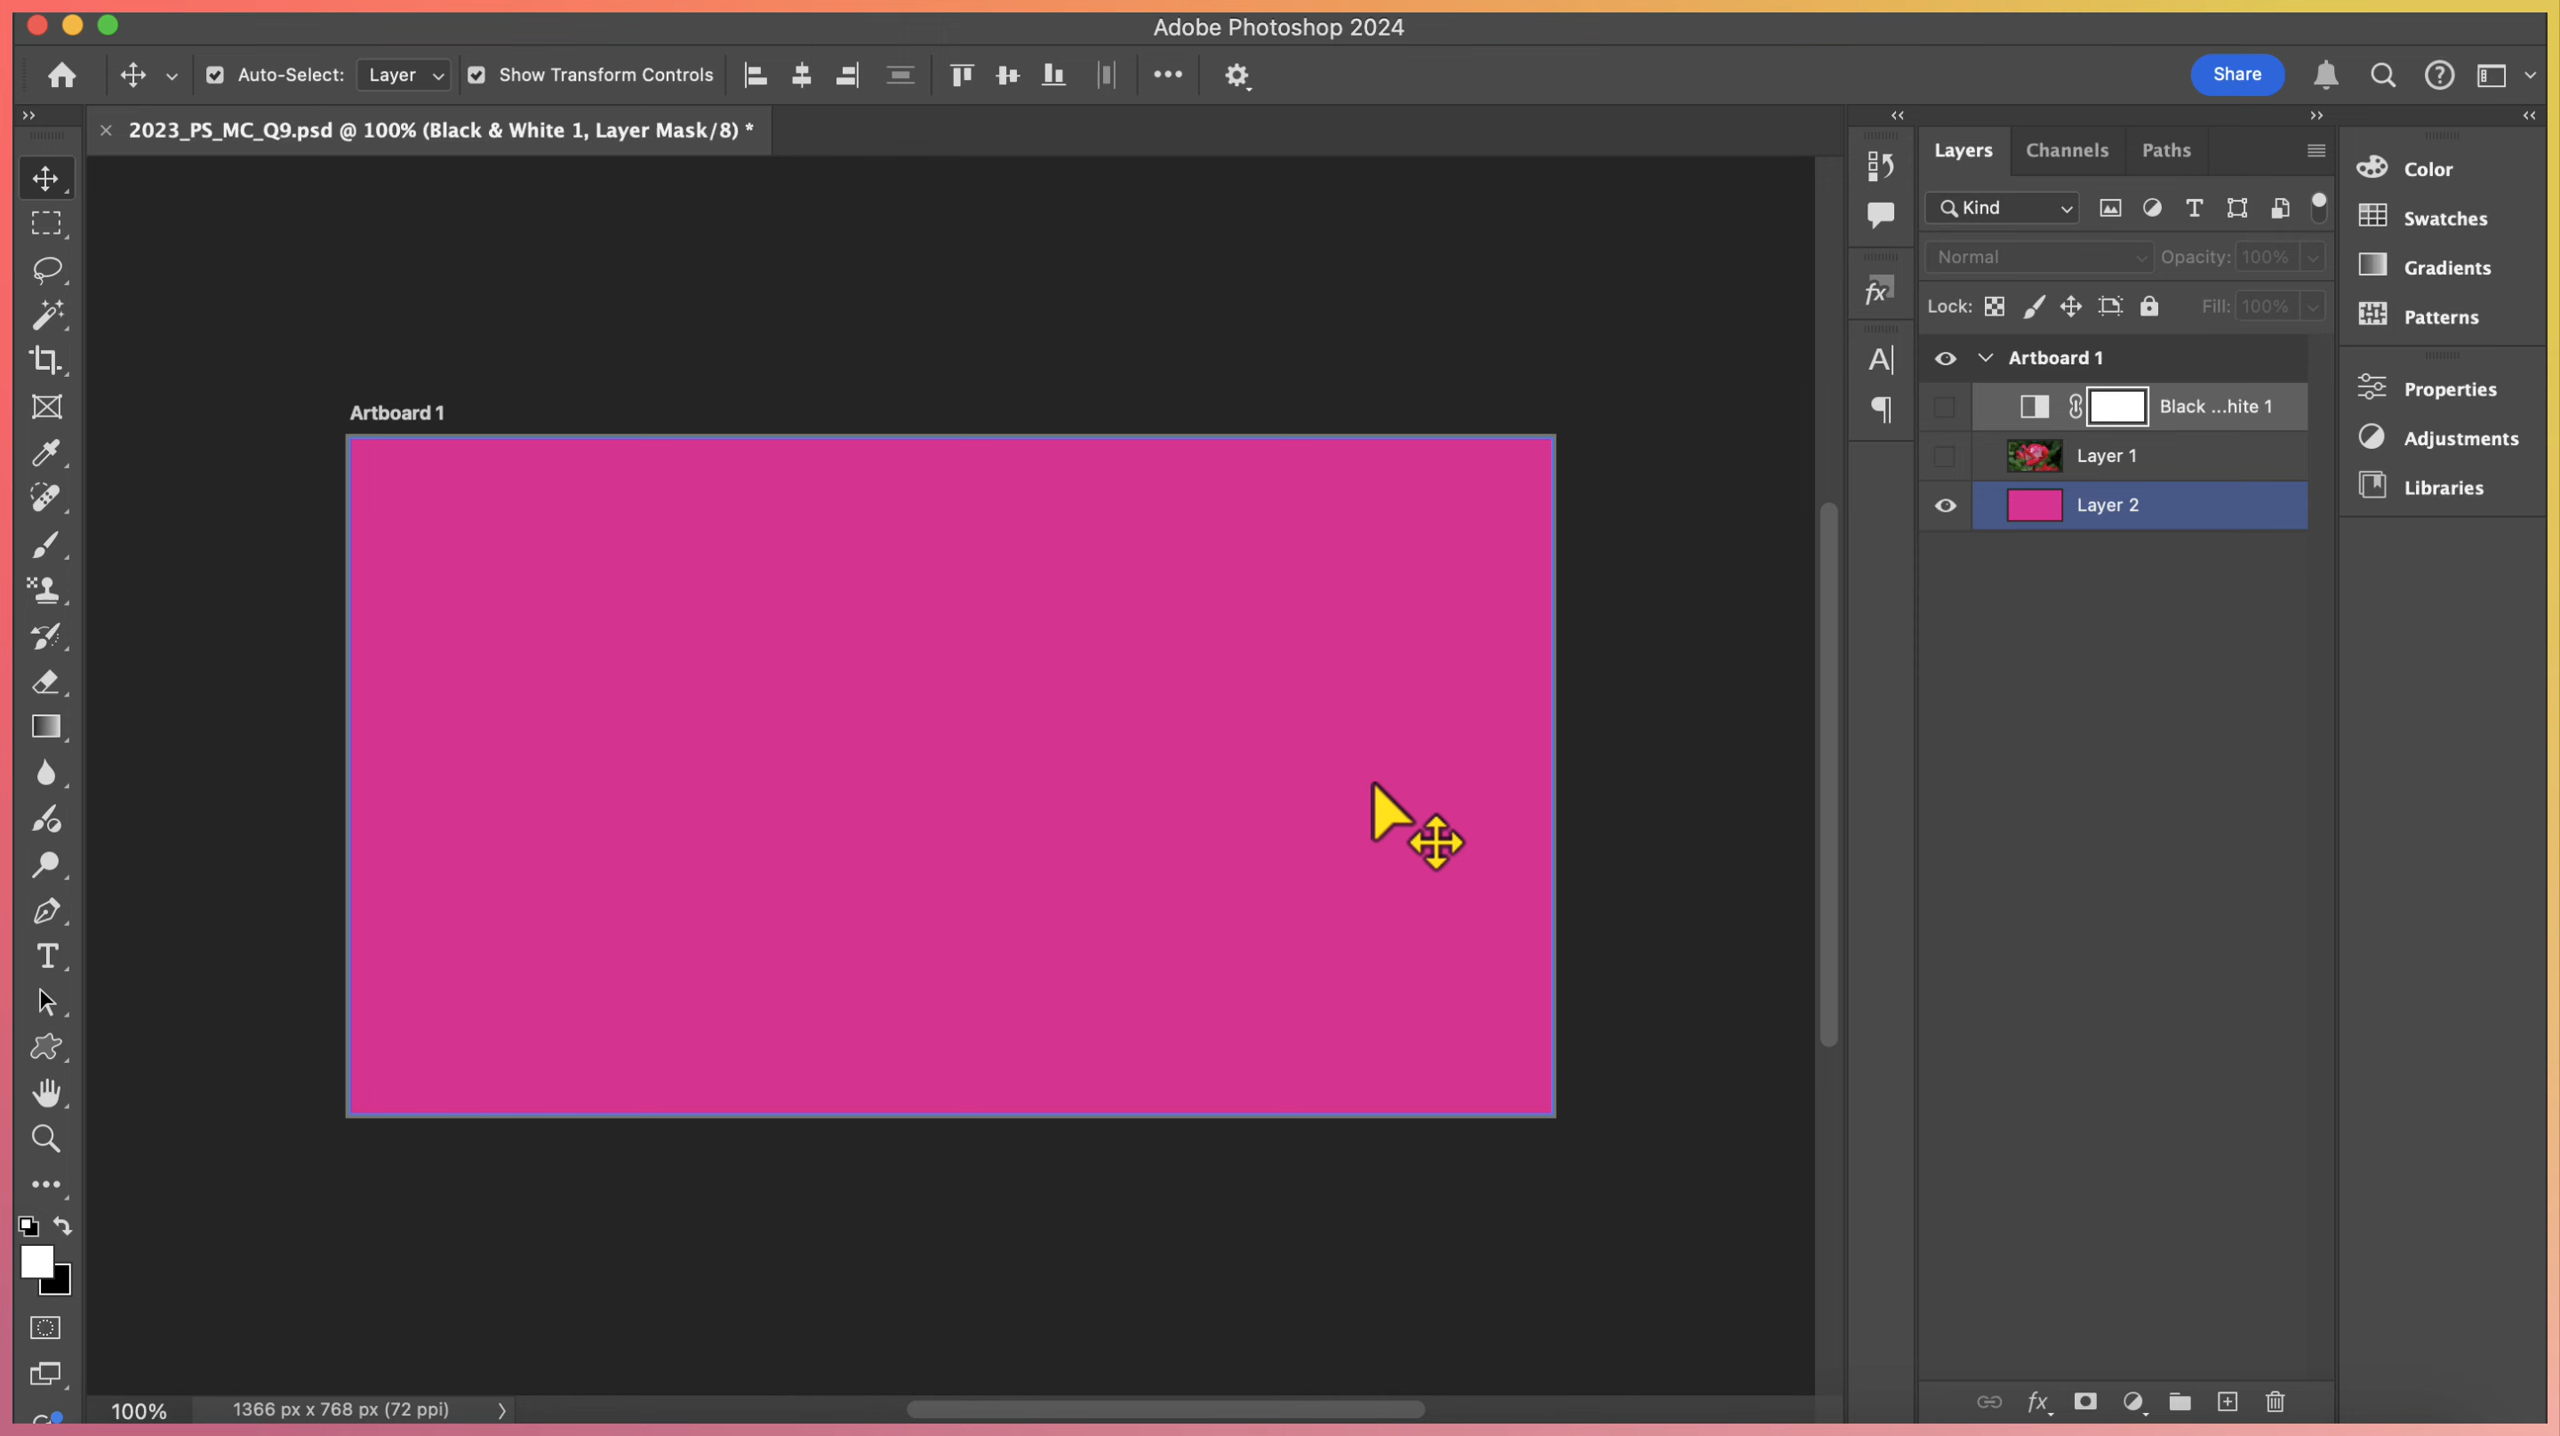 Adobe Photoshop 2024
Auto-Select: Layer Show Transform Controls Share
2023_PS_MC_Q9.psd @ 100% (Black & White 1, Layer Mask/8) *
Layers Channels Paths
Kind
Normal Opacity: 100%
Lock: Fill: 100%
Artboard 1
Black ...hite 1
Layer 1
Layer 2
Color
Swatches
Gradients
Patterns
Properties
Adjustments
Libraries
Artboard 1
100% 1366 px x 768 px (72 ppi)